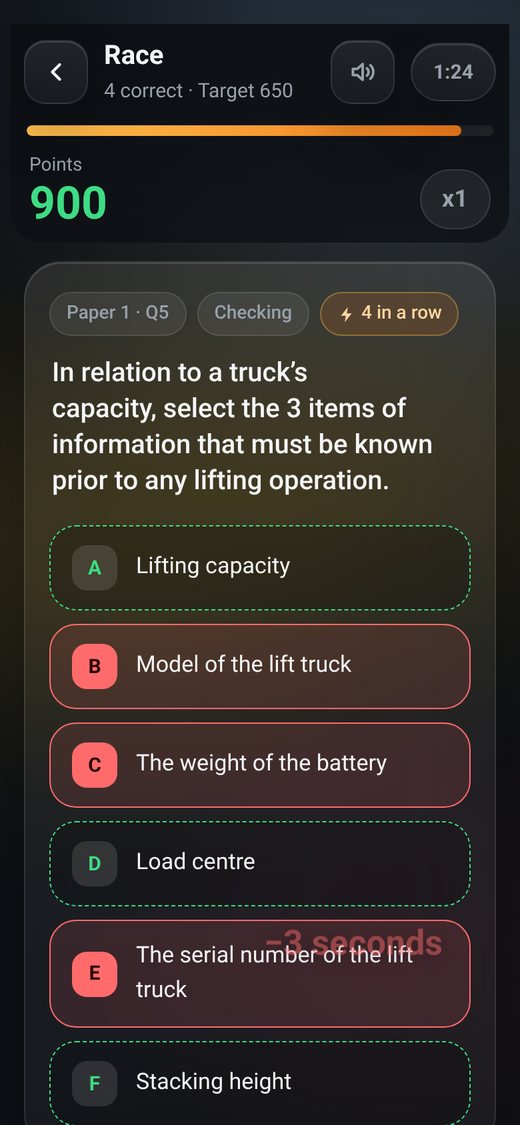 Race
4 correct · Target 650
1:24
Points
900
x1
Paper 1 · Q5
Checking
4 in a row
In relation to a truck’s
capacity, select the 3 items of
information that must be known
prior to any lifting operation.
A
Lifting capacity
B
Model of the lift truck
C
The weight of the battery
D
Load centre
−3 seconds
E
The serial number of the lift
truck
F
Stacking height